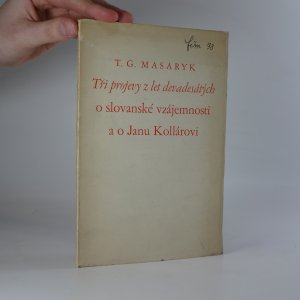 T. G. MASARYK
Tři projevy z let devadesátých
o slovanské vzájemnosti
a o Janu Kollárovi